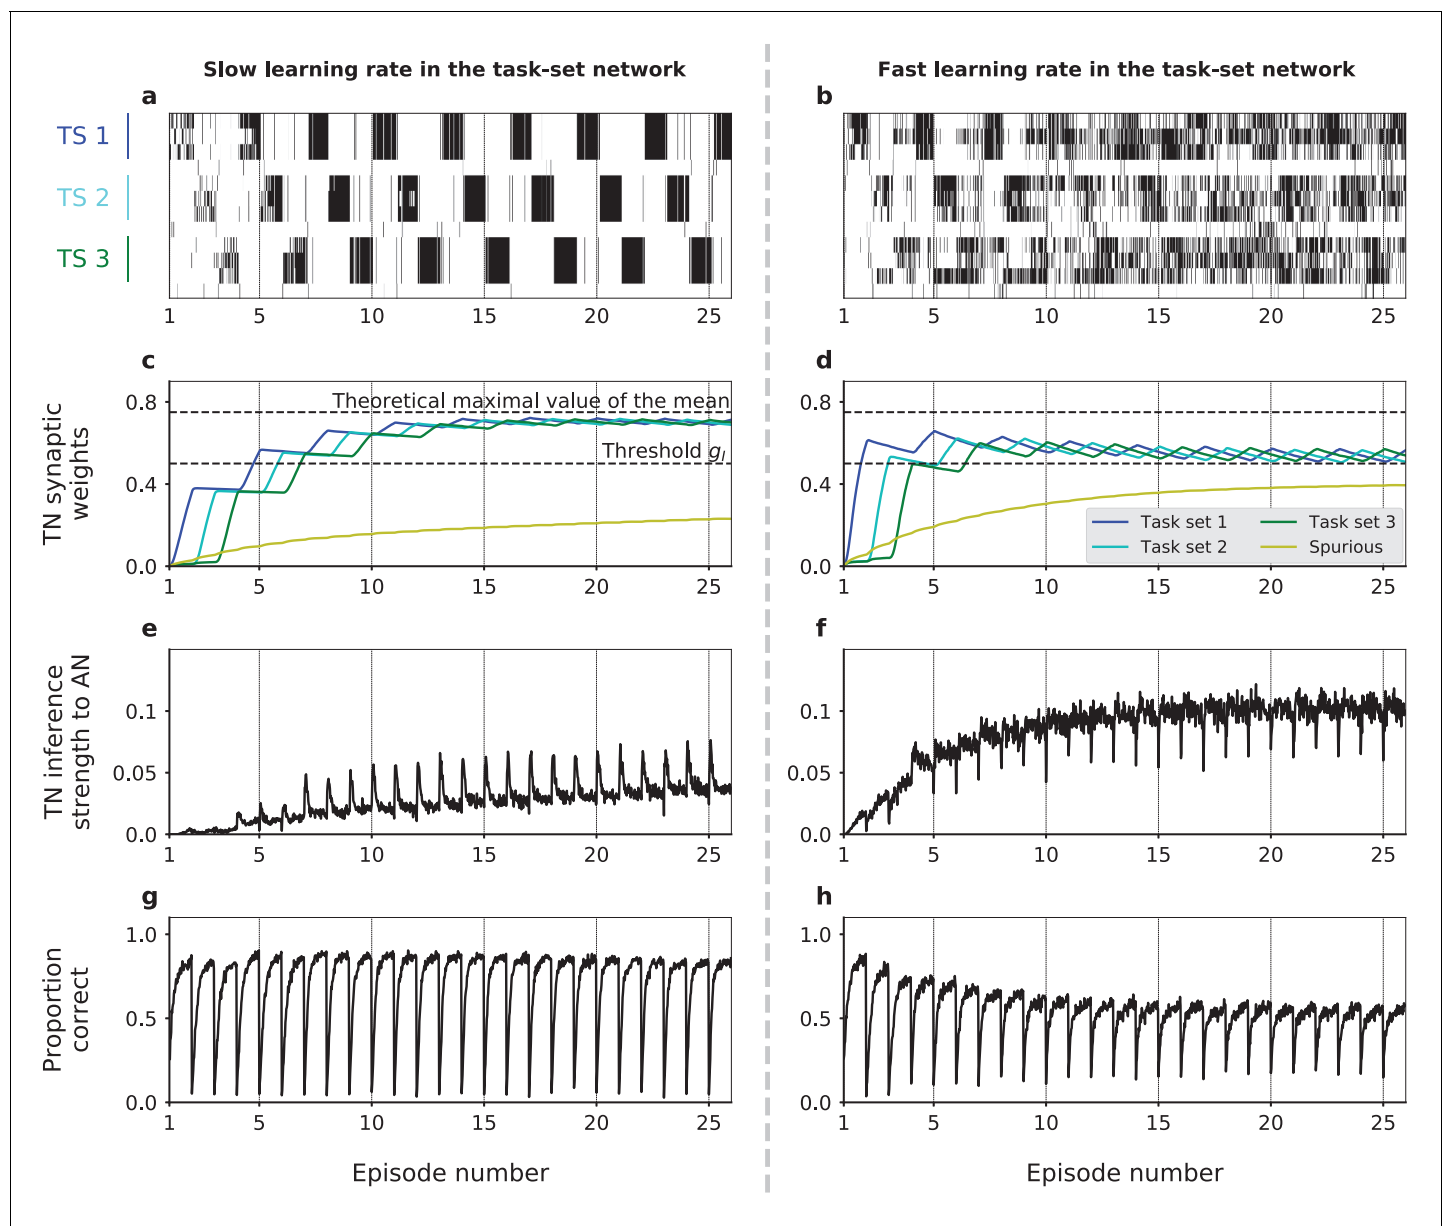 Slow learning rate in the task-set network
Fast learning rate in the task-set network
a
b
TS 1
TS 2
TS 3
1 5 10 15 20 25
1 5 10 15 20 25
c
d
TN synaptic
weights
0.8
0.4
0.0
Theoretical maximal value of the mean
Threshold gl
1 5 10 15 20 25
0.8
0.4
0.0
Task set 1
Task set 2
Task set 3
Spurious
1 5 10 15 20 25
e
f
TN inference
strength to AN
0.1
0.05
0.0
1 5 10 15 20 25
0.1
0.05
0.0
1 5 10 15 20 25
g
h
Proportion
correct
1.0
0.5
0.0
1 5 10 15 20 25
1.0
0.5
0.0
1 5 10 15 20 25
Episode number
Episode number